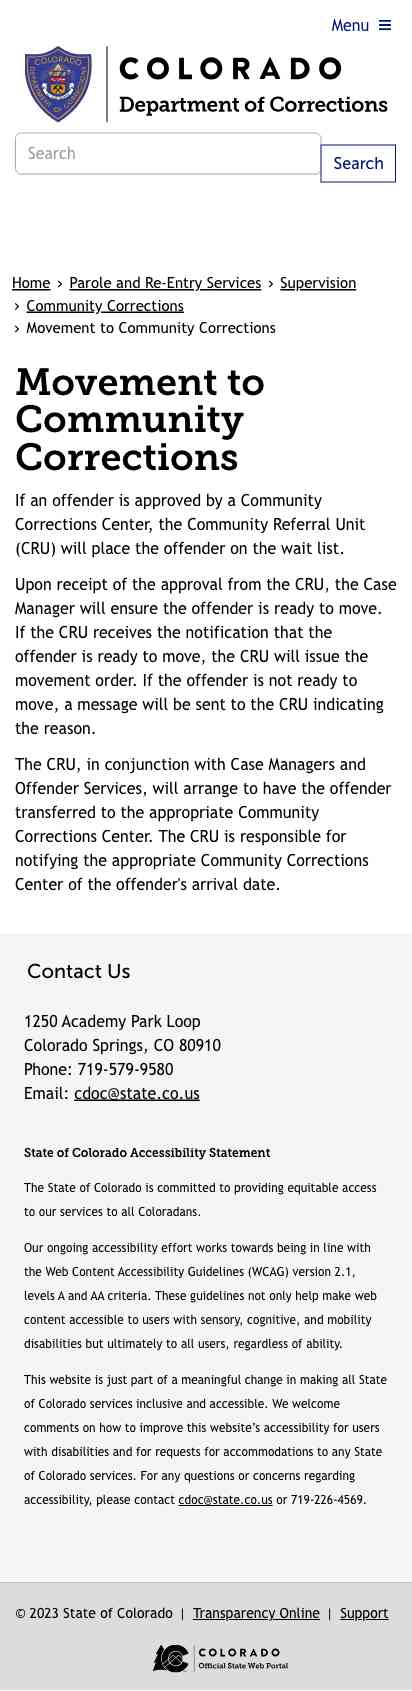 Menu
COLORADO
DEPARTMENT OF
CORRECTIONS
COLORADO
Department of Corrections
Search
Search
Home › Parole and Re-Entry Services › Supervision
› Community Corrections
› Movement to Community Corrections
Movement to
Community
Corrections
If an offender is approved by a Community
Corrections Center, the Community Referral Unit
(CRU) will place the offender on the wait list.
Upon receipt of the approval from the CRU, the Case
Manager will ensure the offender is ready to move.
If the CRU receives the notification that the
offender is ready to move, the CRU will issue the
movement order. If the offender is not ready to
move, a message will be sent to the CRU indicating
the reason.
The CRU, in conjunction with Case Managers and
Offender Services, will arrange to have the offender
transferred to the appropriate Community
Corrections Center. The CRU is responsible for
notifying the appropriate Community Corrections
Center of the offender's arrival date.
Contact Us
1250 Academy Park Loop
Colorado Springs, CO 80910
Phone: 719-579-9580
Email: cdoc@state.co.us
State of Colorado Accessibility Statement
The State of Colorado is committed to providing equitable access
to our services to all Coloradans.
Our ongoing accessibility effort works towards being in line with
the Web Content Accessibility Guidelines (WCAG) version 2.1,
levels A and AA criteria. These guidelines not only help make web
content accessible to users with sensory, cognitive, and mobility
disabilities but ultimately to all users, regardless of ability.
This website is just part of a meaningful change in making all State
of Colorado services inclusive and accessible. We welcome
comments on how to improve this website’s accessibility for users
with disabilities and for requests for accommodations to any State
of Colorado services. For any questions or concerns regarding
accessibility, please contact cdoc@state.co.us or 719-226-4569.
© 2023 State of Colorado | Transparency Online | Support
COLORADO
Official State Web Portal